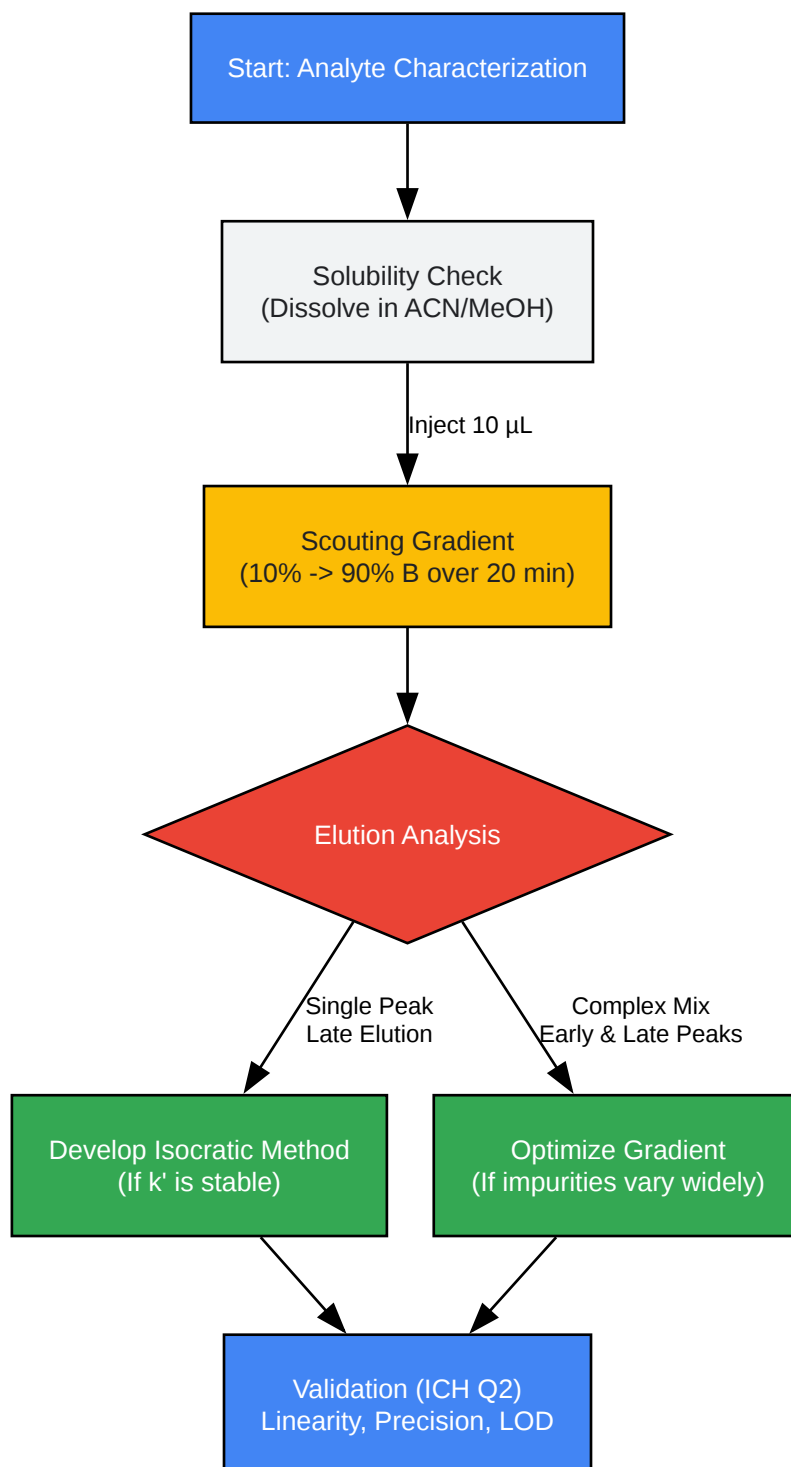 Start: Analyte Characterization
Solubility Check
(Dissolve in ACN/MeOH)
Inject 10 µL
Scouting Gradient
(10% -> 90% B over 20 min)
Elution Analysis
Single Peak
Late Elution
Complex Mix
Early & Late Peaks
Develop Isocratic Method
(If k' is stable)
Optimize Gradient
(If impurities vary widely)
Validation (ICH Q2)
Linearity, Precision, LOD